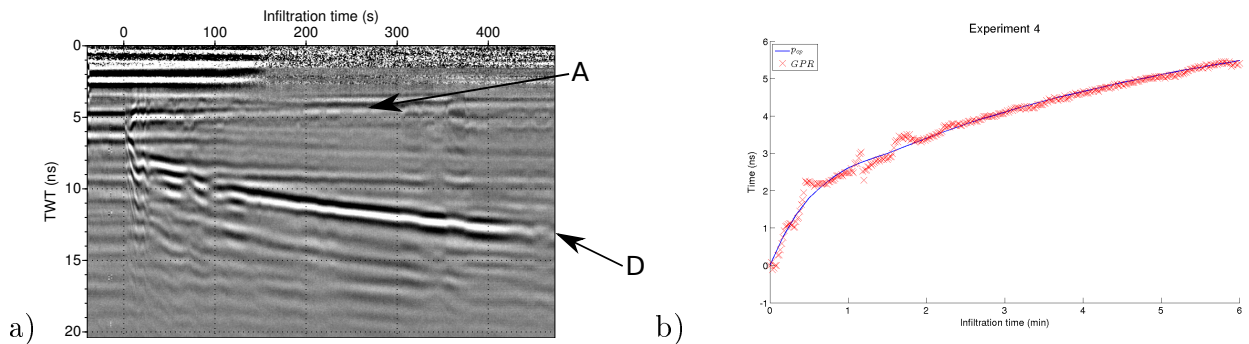 Infiltration time (s)
0 100 200 300 400
0
5
10
15
20
TWT (ns)
A
D
a)
Experiment 4
Pop
GPR
6
5
4
3
2
1
0
-1
Time (ns)
0 1 2 3 4 5 6
Infiltration time (min)
b)